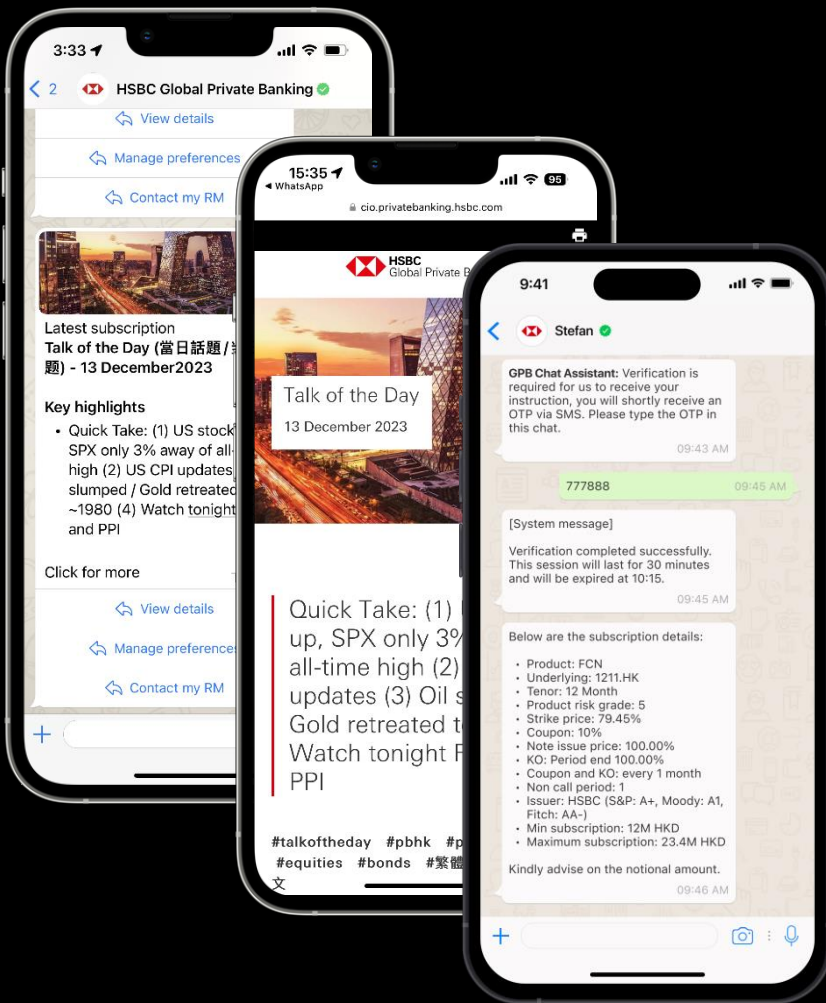 3:33
2
HSBC Global Private Banking
View details
Manage preferences
Contact my RM
Latest subscription
Talk of the Day (當日話題/
題) - 13 December2023
Key highlights
• Quick Take: (1) US stock
SPX only 3% away of all-
high (2) US CPI updates
slumped / Gold retreated
~1980 (4) Watch tonight
and PPI
Click for more
View details
Manage preferences
Contact my RM
15:35
WhatsApp
95
cio.privatebanking.hsbc.com
HSBC
Global Private B
Talk of the Day
13 December 2023
Quick Take: (1)
up, SPX only 3%
all-time high (2)
updates (3) Oil s
Gold retreated t
Watch tonight F
PPI
#talkoftheday #pbhk #p
#equities #bonds #繁體
文
9:41
Stefan
GPB Chat Assistant: Verification is
required for us to receive your
instruction, you will shortly receive an
OTP via SMS. Please type the OTP in
this chat.
09:43 AM
777888
09:45 AM
[System message]
Verification completed successfully.
This session will last for 30 minutes
and will be expired at 10:15.
09:45 AM
Below are the subscription details:
• Product: FCN
• Underlying: 1211.HK
• Tenor: 12 Month
• Product risk grade: 5
• Strike price: 79.45%
• Coupon: 10%
• Note issue price: 100.00%
• KO: Period end 100.00%
• Coupon and KO: every 1 month
• Non call period: 1
• Issuer: HSBC (S&P: A+, Moody: A1,
Fitch: AA-)
• Min subscription: 12M HKD
• Maximum subscription: 23.4M HKD
Kindly advise on the notional amount.
09:46 AM